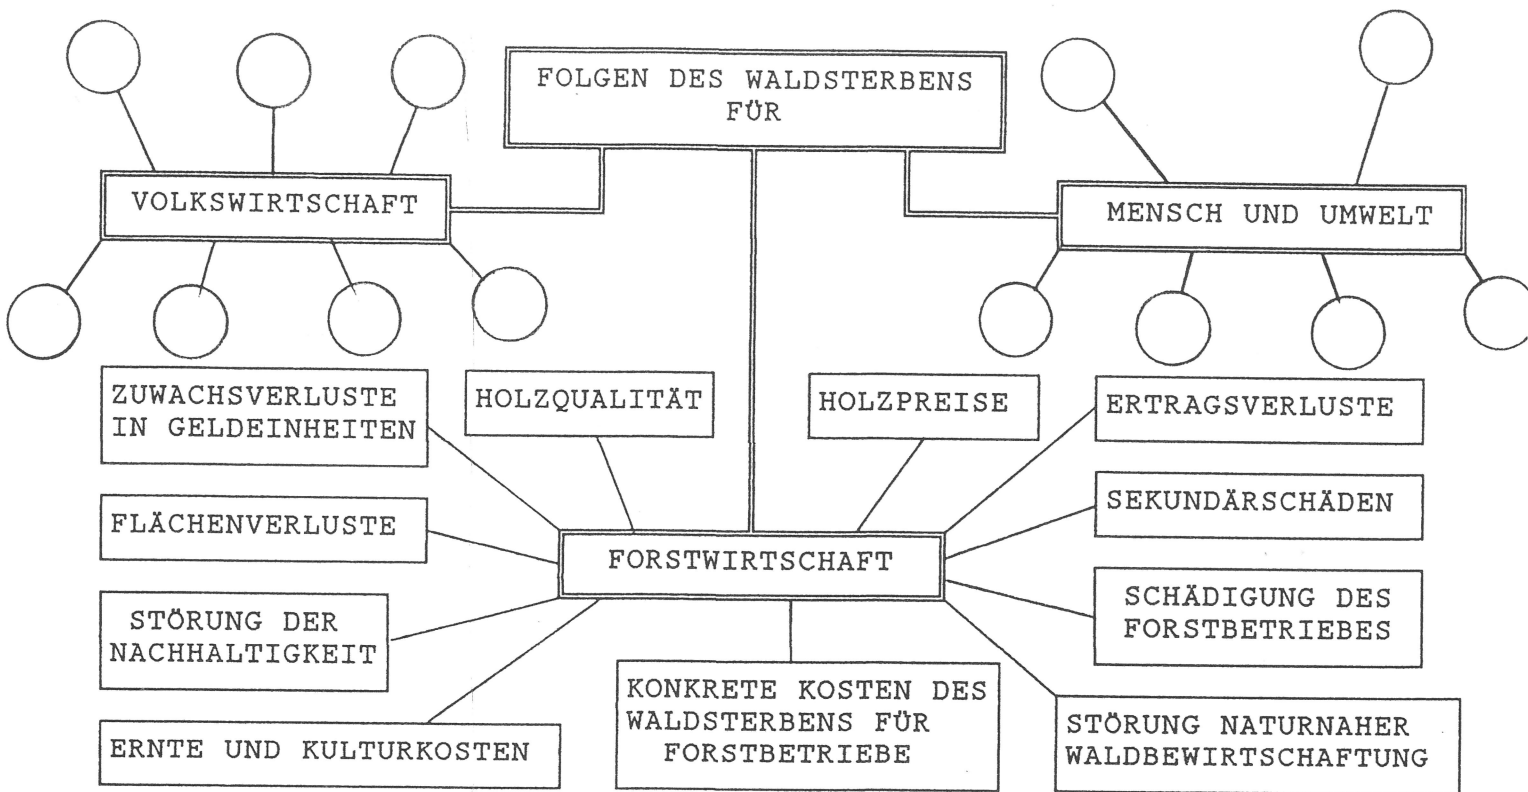 FOLGEN DES WALDSTERBENS
FÜR
VOLKSWIRTSCHAFT
MENSCH UND UMWELT
ZUWACHSVERLUSTE
IN GELDEINHEITEN
HOLZQUALITÄT
HOLZPREISE
ERTRAGSVERLUSTE
FLÄCHENVERLUSTE
SEKUNDÄRSCHÄDEN
FORSTWIRTSCHAFT
STÖRUNG DER
NACHHALTIGKEIT
SCHÄDIGUNG DES
FORSTBETRIEBES
ERNTE UND KULTURKOSTEN
KONKRETE KOSTEN DES
WALDSTERBENS FÜR
FORSTBETRIEBE
STÖRUNG NATURNAHER
WALDBEWIRTSCHAFTUNG